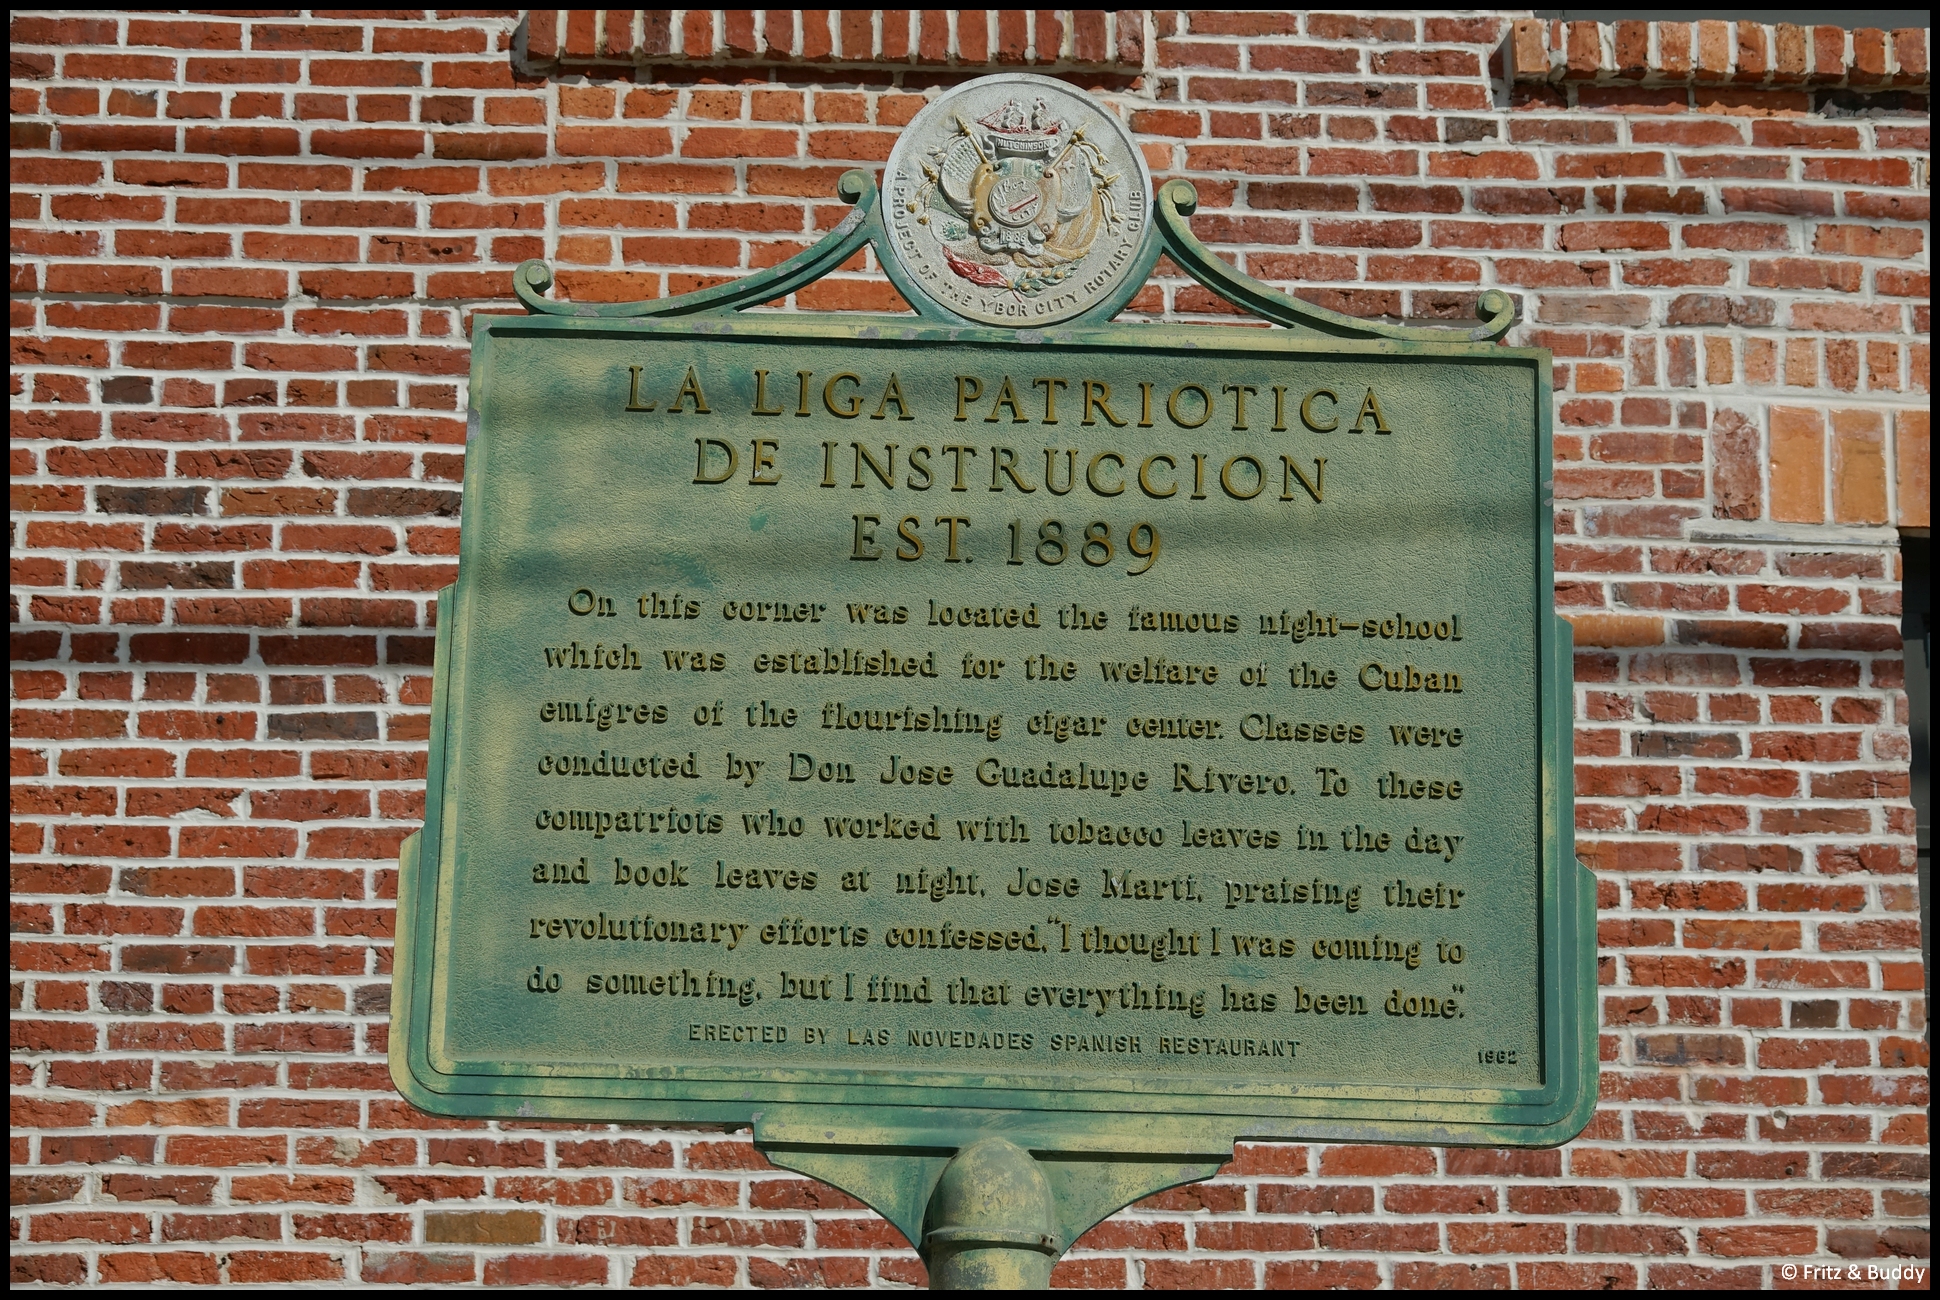 HUTCHINSON
YBOR
CITY
1886
A PROJECT OF THE YBOR CITY ROTARY CLUB
LA LIGA PATRIOTICA
DE INSTRUCCION
EST. 1889
On this corner was located the famous night-school
which was established for the welfare of the Cuban
emigres of the flourishing cigar center. Classes were
conducted by Don Jose Guadalupe Rivero. To these
compatriots who worked with tobacco leaves in the day
and book leaves at night, Jose Marti, praising their
revolutionary efforts confessed, "I thought I was coming to
do something, but I find that everything has been done".
ERECTED BY LAS NOVEDADES SPANISH RESTAURANT
1962
© Fritz & Buddy